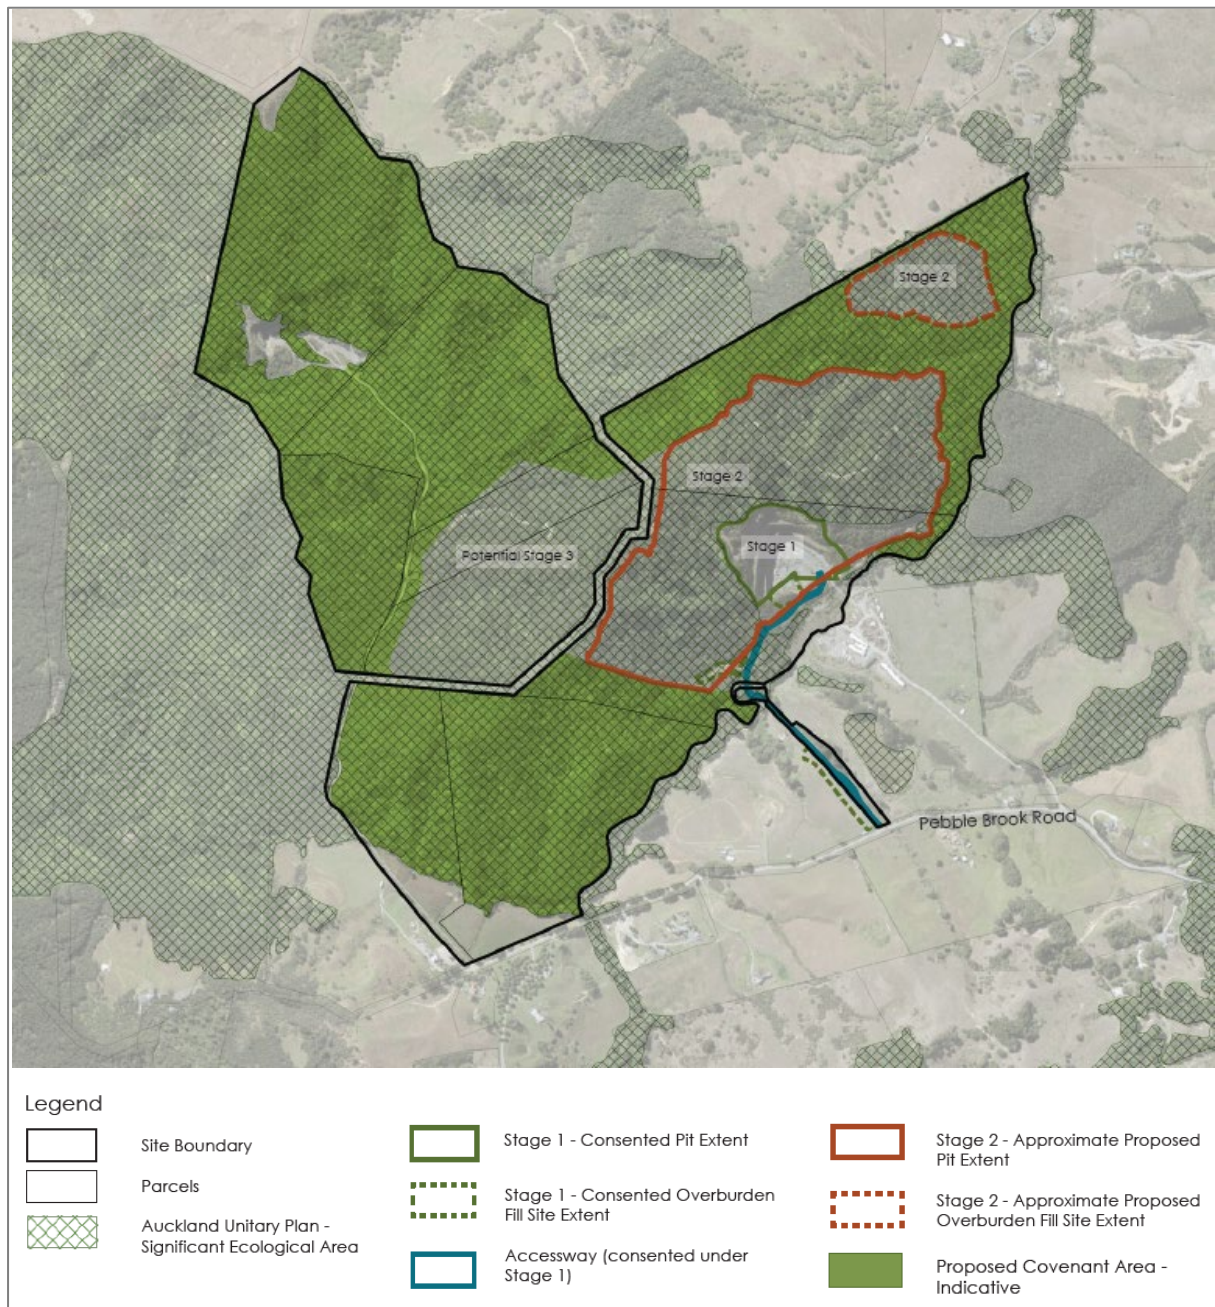 Stage 2
Stage 2
Stage 1
Potential Stage 3
Pebble Brook Road
Legend
Site Boundary
Parcels
Auckland Unitary Plan -
Significant Ecological Area
Stage 1 - Consented Pit Extent
Stage 1 - Consented Overburden
Fill Site Extent
Accessway (consented under
Stage 1)
Stage 2 - Approximate Proposed
Pit Extent
Stage 2 - Approximate Proposed
Overburden Fill Site Extent
Proposed Covenant Area -
Indicative